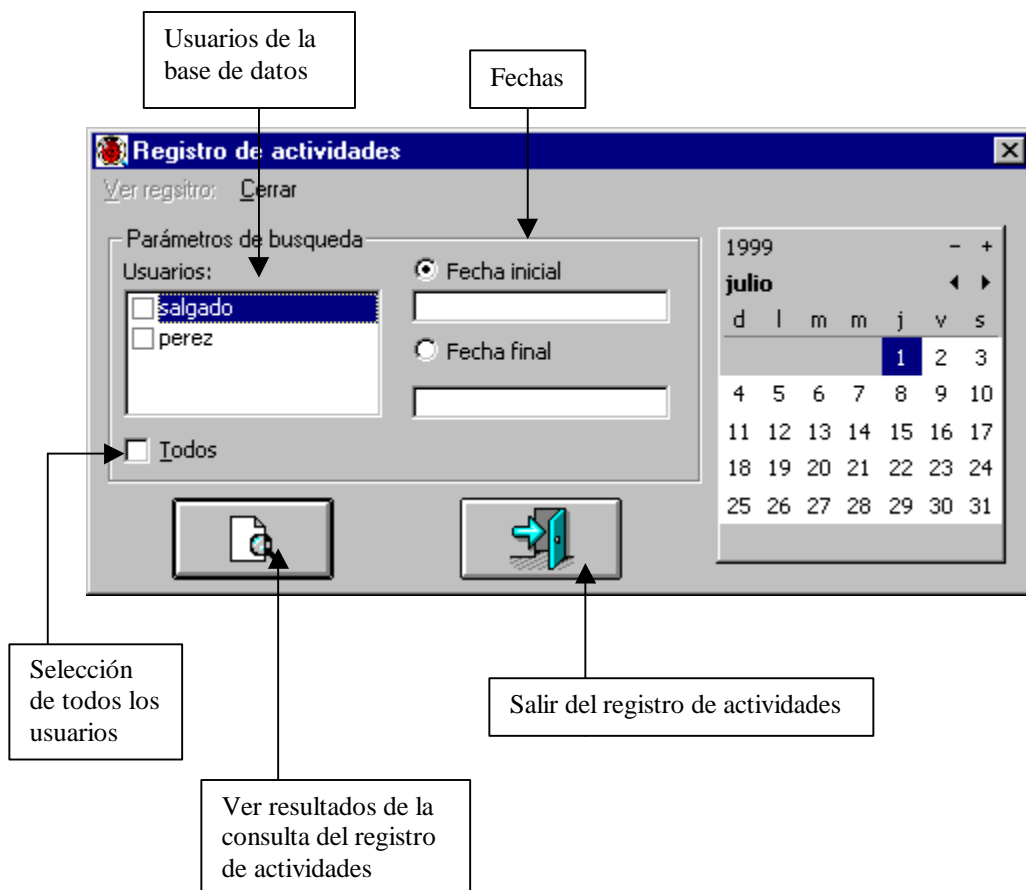 Usuarios de la
base de datos
Fechas
Registro de actividades
Ver regsitro: Cerrar
Parámetros de busqueda
Usuarios:
salgado
perez
Todos
Fecha inicial
Fecha final
1999 - +
julio
d l m m j v s
1 2 3
4 5 6 7 8 9 10
11 12 13 14 15 16 17
18 19 20 21 22 23 24
25 26 27 28 29 30 31
Selección
de todos los
usuarios
Salir del registro de actividades
Ver resultados de la
consulta del registro
de actividades